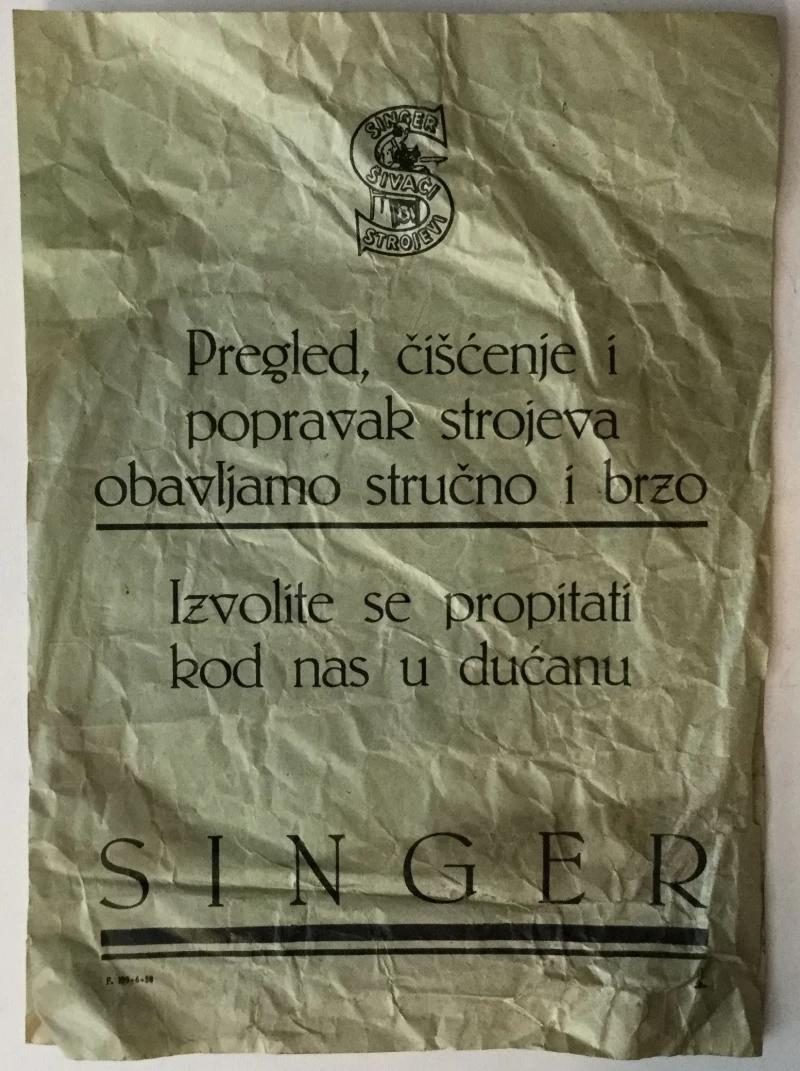 SINGER
ŠIVAĆI
STROJEVI
Pregled, čišćenje i
popravak strojeva
obavljamo stručno i brzo
Izvolite se propitati
kod nas u dućanu
SINGER